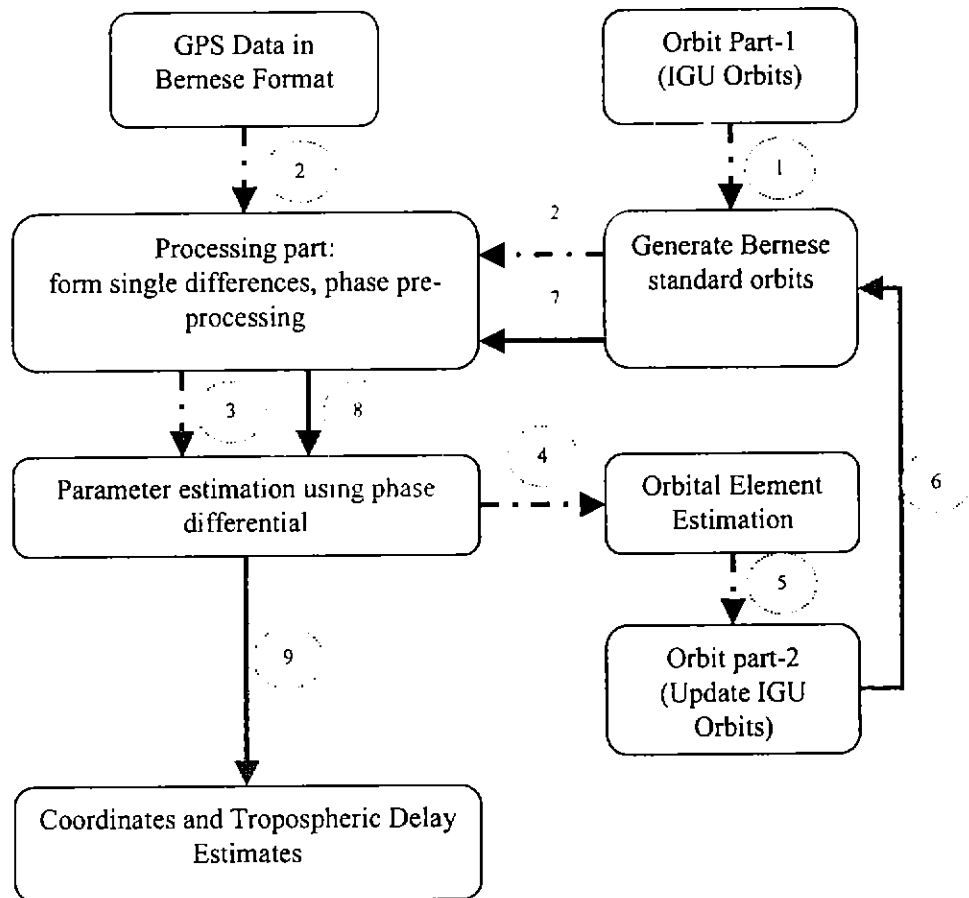 GPS Data in
Bernese Format
Orbit Part-1
(IGU Orbits)
2
1
Processing part:
form single differences, phase pre-
processing
2
7
Generate Bernese
standard orbits
3
8
4
6
Parameter estimation using phase
differential
Orbital Element
Estimation
5
9
Orbit part-2
(Update IGU
Orbits)
Coordinates and Tropospheric Delay
Estimates